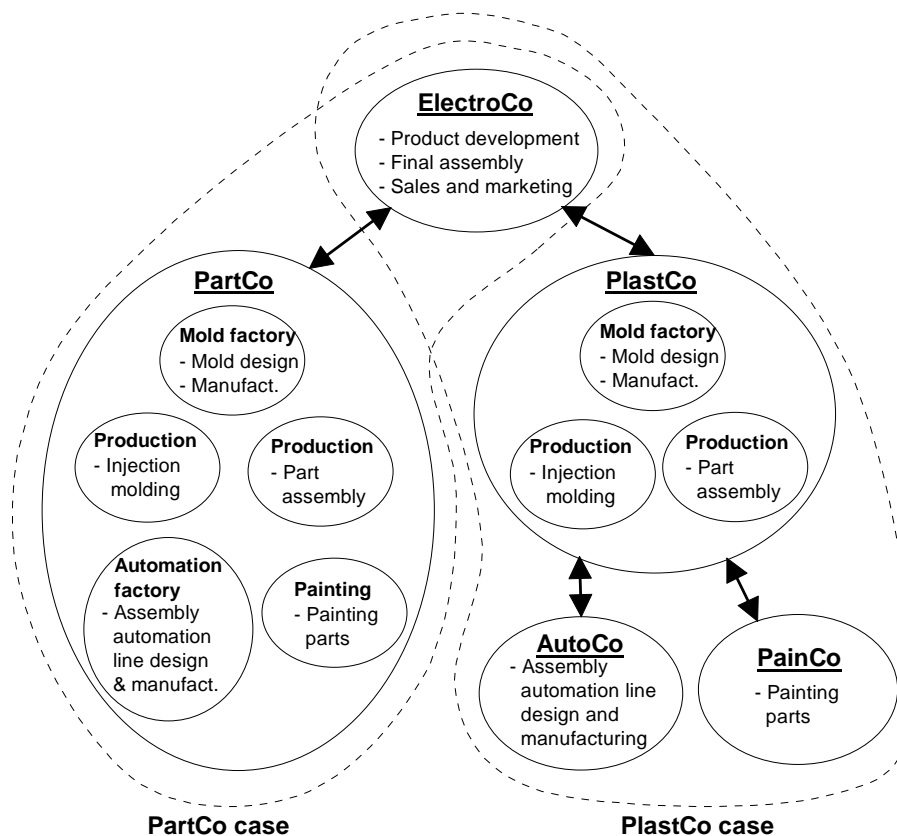 ElectroCo
- Product development
- Final assembly
- Sales and marketing
PartCo
Mold factory
- Mold design
- Manufact.
Production
- Injection
molding
Production
- Part
assembly
Automation
factory
- Assembly
automation
line design
& manufact.
Painting
- Painting
parts
PlastCo
Mold factory
- Mold design
- Manufact.
Production
- Injection
molding
Production
- Part
assembly
AutoCo
- Assembly
automation line
design and
manufacturing
PainCo
- Painting
parts
PartCo case
PlastCo case